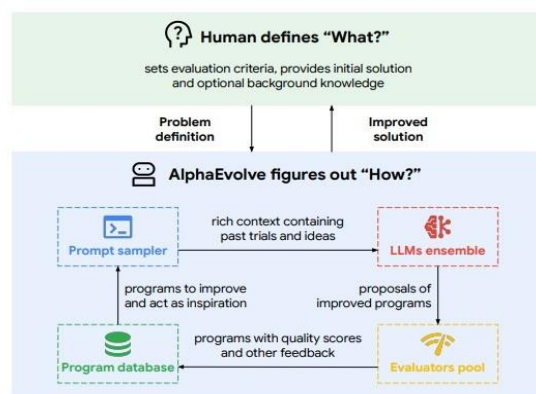 Human defines “What?”
sets evaluation criteria, provides initial solution
and optional background knowledge
Problem
definition
Improved
solution
AlphaEvolve figures out “How?”
Prompt sampler
rich context containing
past trials and ideas
LLMs ensemble
programs to improve
and act as inspiration
proposals of
improved programs
Program database
programs with quality scores
and other feedback
Evaluators pool